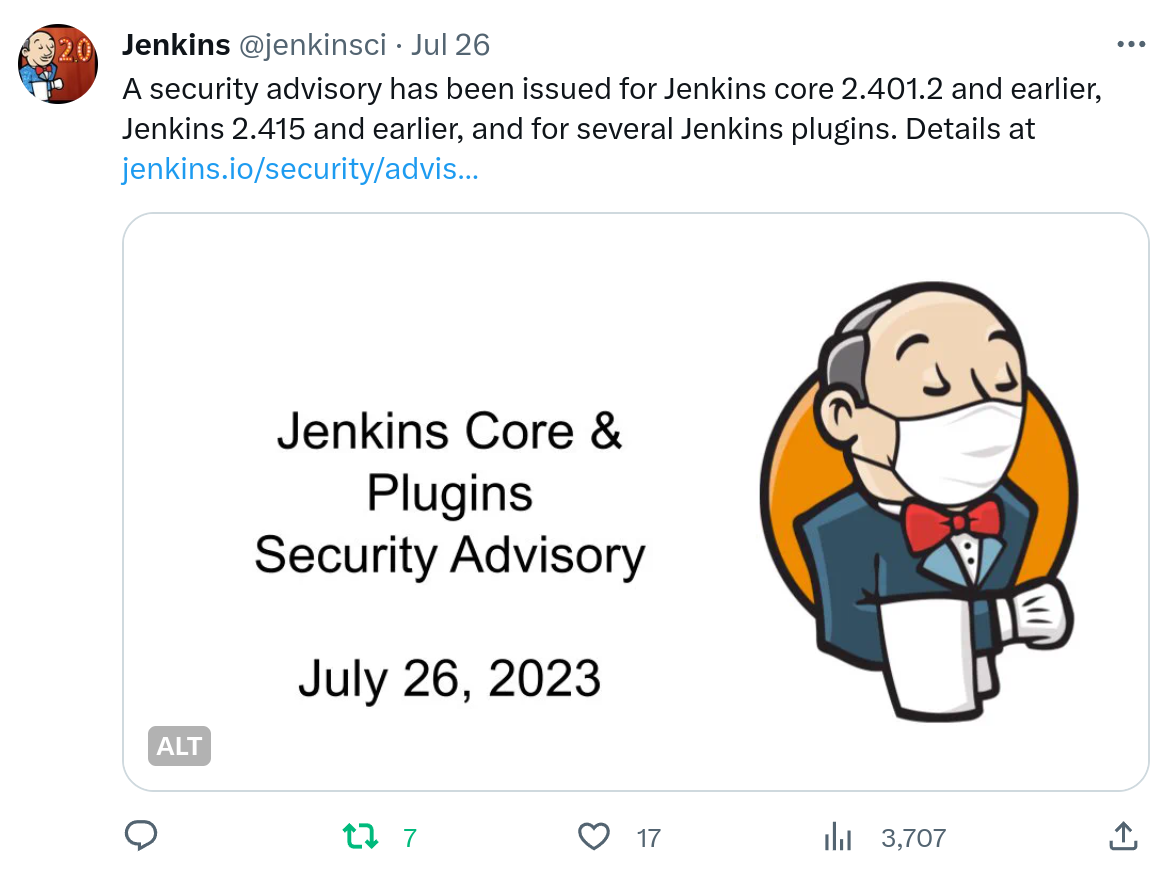 Jenkins @jenkinsci · Jul 26
A security advisory has been issued for Jenkins core 2.401.2 and earlier,
Jenkins 2.415 and earlier, and for several Jenkins plugins. Details at
jenkins.io/security/advis...
Jenkins Core &
Plugins
Security Advisory
July 26, 2023
ALT
7 17 3,707
2.0